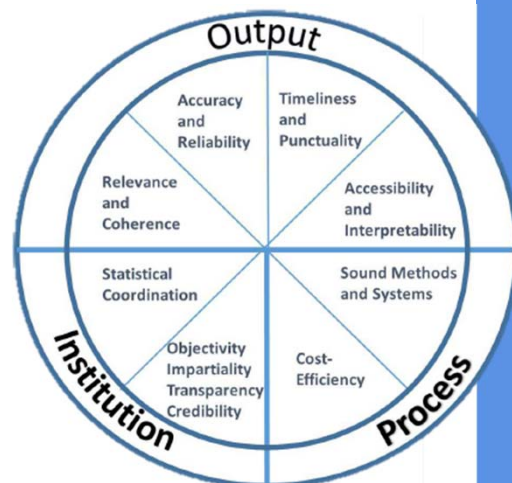 Output
Accuracy
and
Reliability
Timeliness
and
Punctuality
Relevance
and
Coherence
Accessibility
and
Interpretability
Statistical
Coordination
Sound Methods
and Systems
Objectivity
Impartiality
Transparency
Credibility
Cost-
Efficiency
Institution
Process